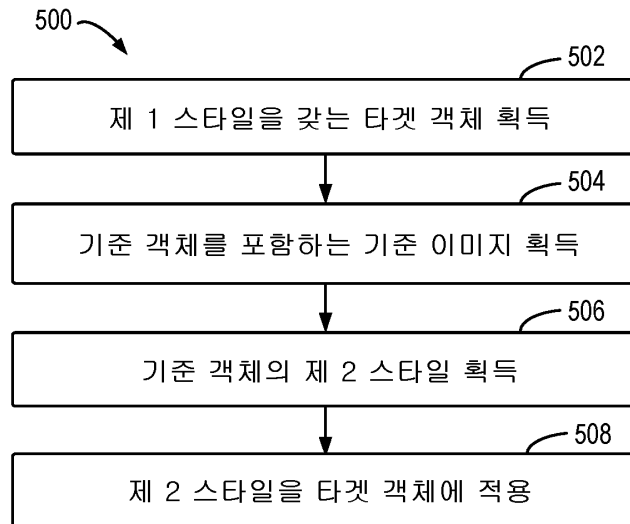 500
502
제 1 스타일을 갖는 타겟 객체 획득
504
기준 객체를 포함하는 기준 이미지 획득
506
기준 객체의 제 2 스타일 획득
508
제 2 스타일을 타겟 객체에 적용